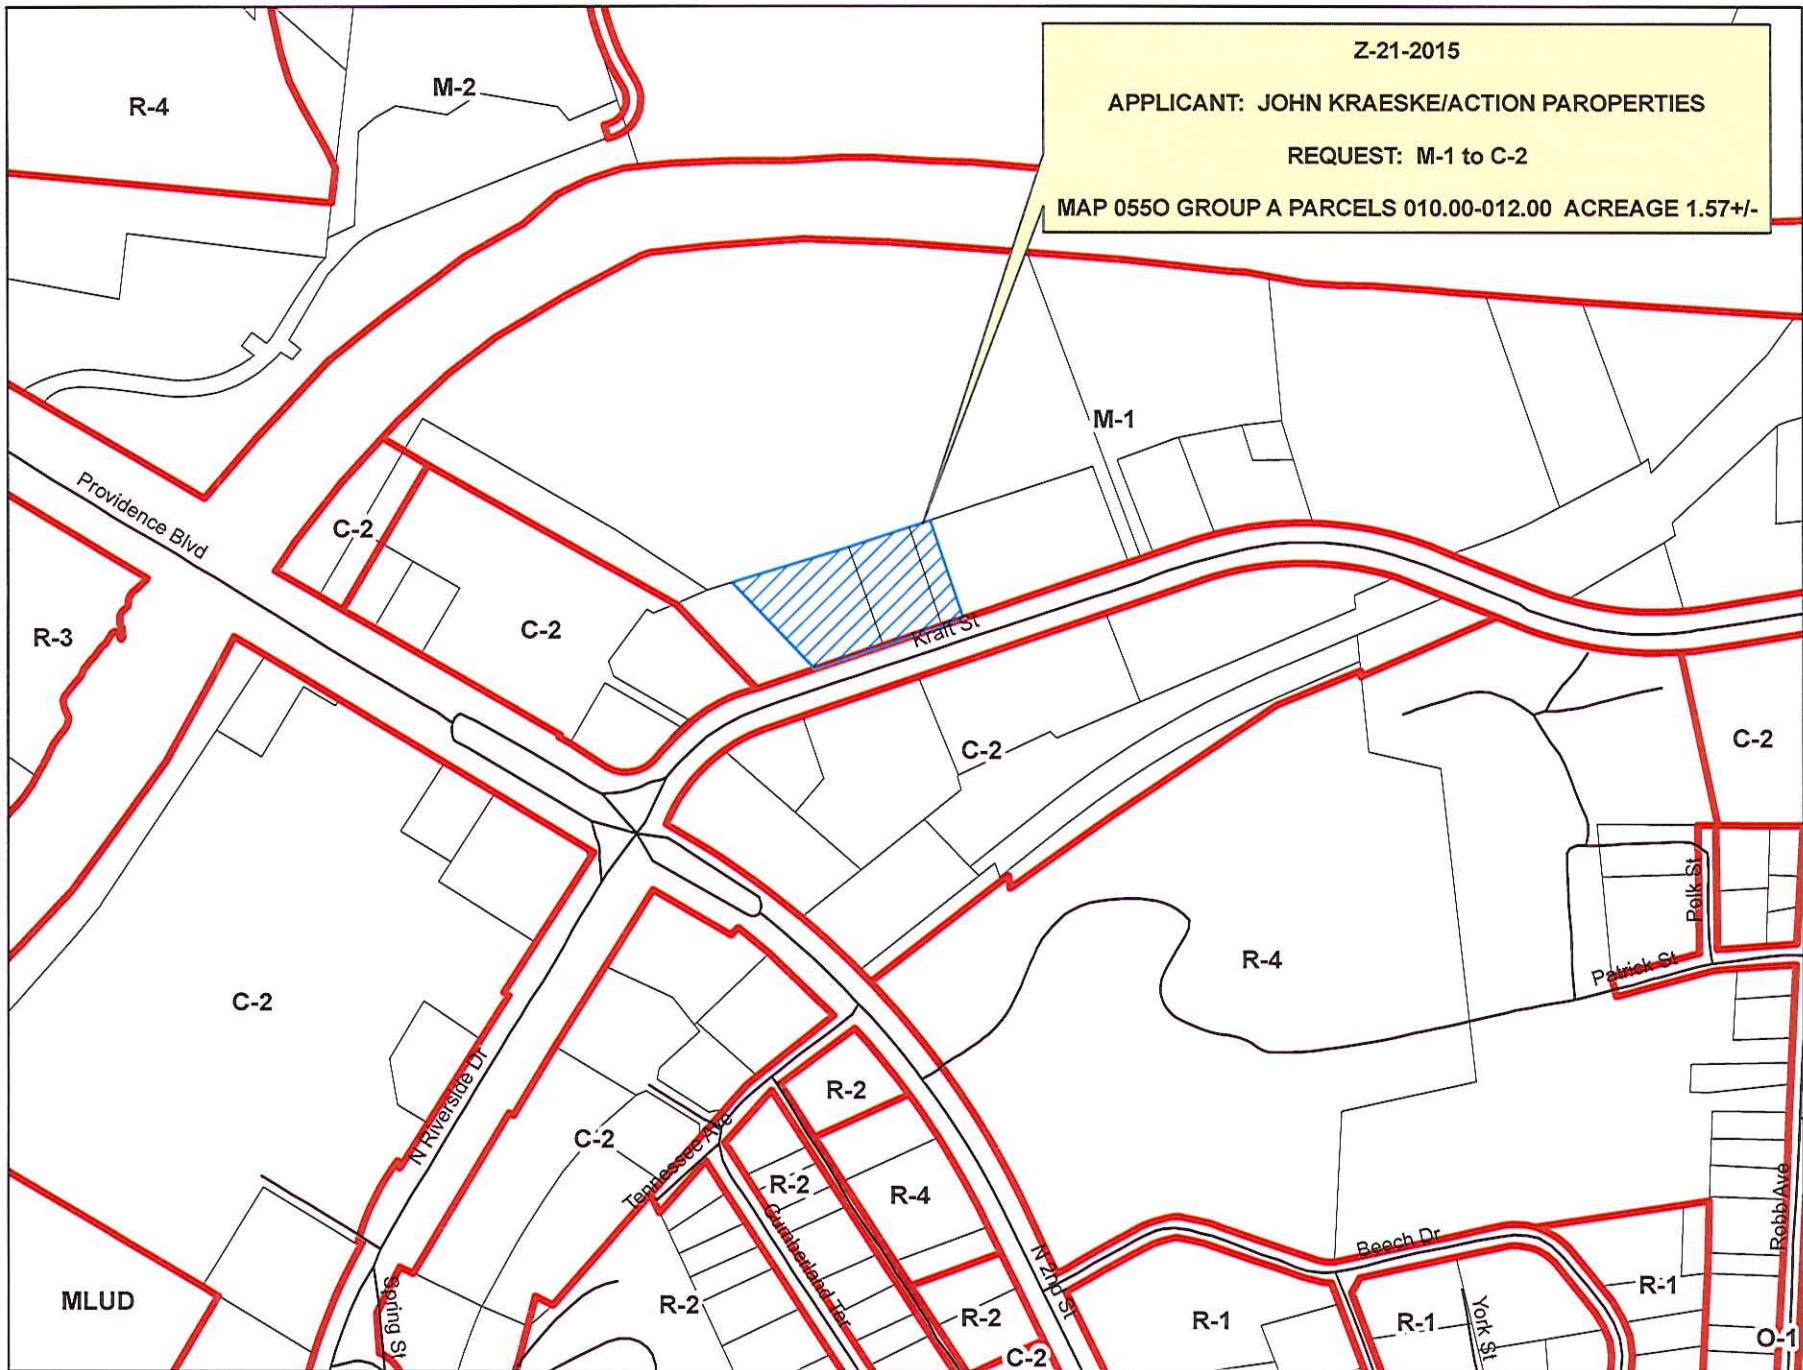 Z-21-2015
APPLICANT: JOHN KRAESKE/ACTION PAROPERTIES
REQUEST: M-1 to C-2
MAP 055O GROUP A PARCELS 010.00-012.00 ACREAGE 1.57+/-
R-4
M-2
M-1
Providence Blvd
C-2
R-3
C-2
Kraft St
C-2
C-2
Polk St
R-4
Patrick St
C-2
N Riverside Dr
R-2
C-2
Tennessee Ave
R-2
R-4
Cumberland Ter
N 2nd St
Beech Dr
Robb Ave
MLUD
Spring St
R-2
R-2
R-1
R-1
York St
R-1
C-2
O-1